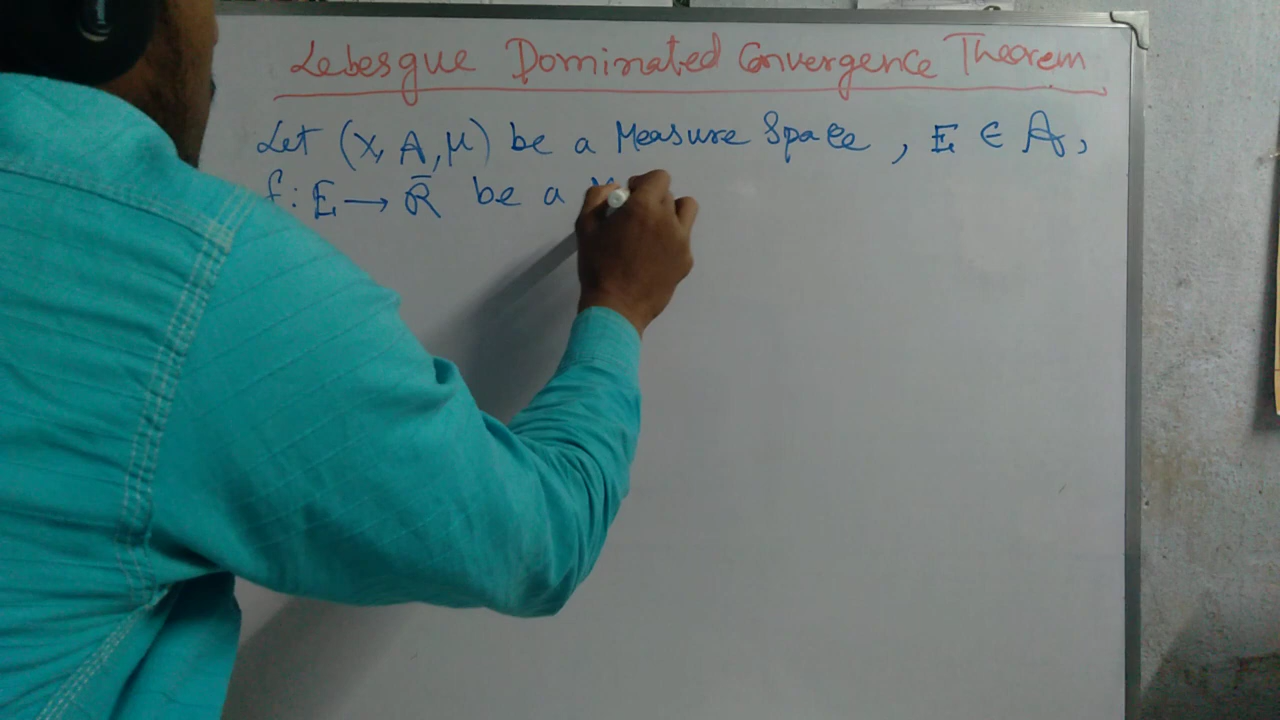 Lebesgue Dominated Convergence Theorem
Let (X, A, μ) be a Measure Space, E ∈ A,
f: E → R̄ be a